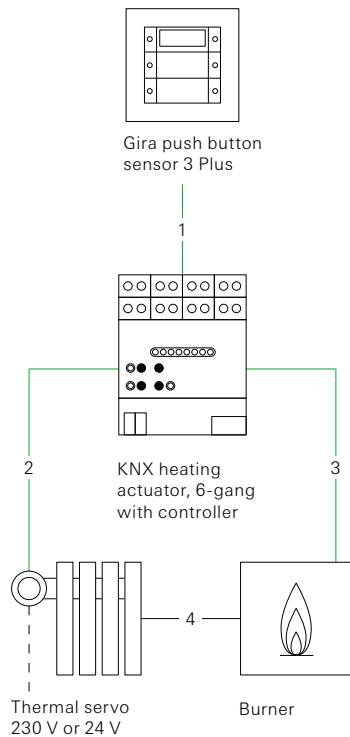 Gira push button
sensor 3 Plus
1
2
3
KNX heating
actuator, 6-gang
with controller
4
Thermal servo
230 V or 24 V
Burner